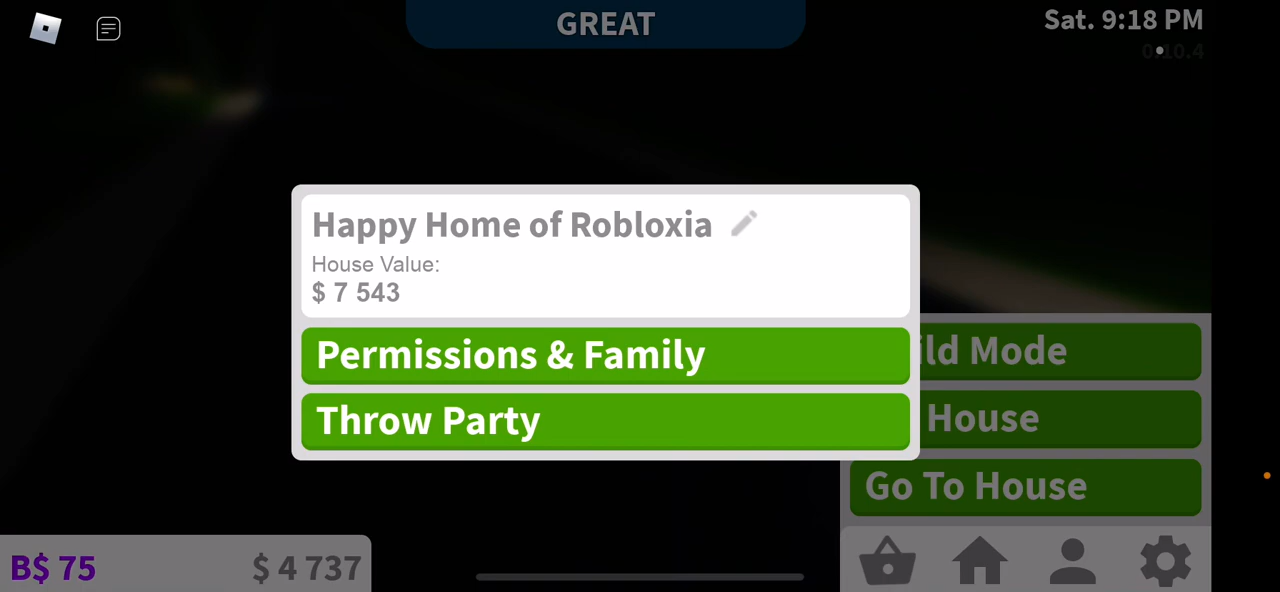 GREAT
Sat. 9:18 PM
Happy Home of Robloxia
House Value:
$ 7 543
Permissions & Family
Throw Party
ild Mode
House
Go To House
B$ 75
$ 4 737